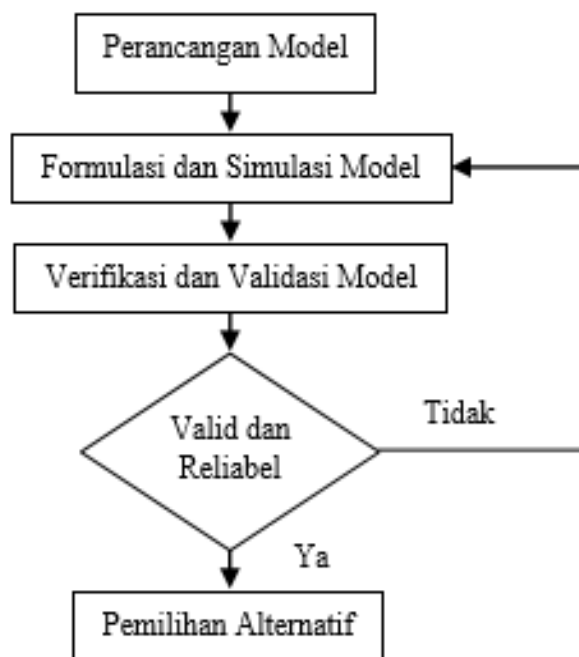 Perancangan Model
Formulasi dan Simulasi Model
Verifikasi dan Validasi Model
Valid dan
Reliabel
Tidak
Ya
Pemilihan Alternatif